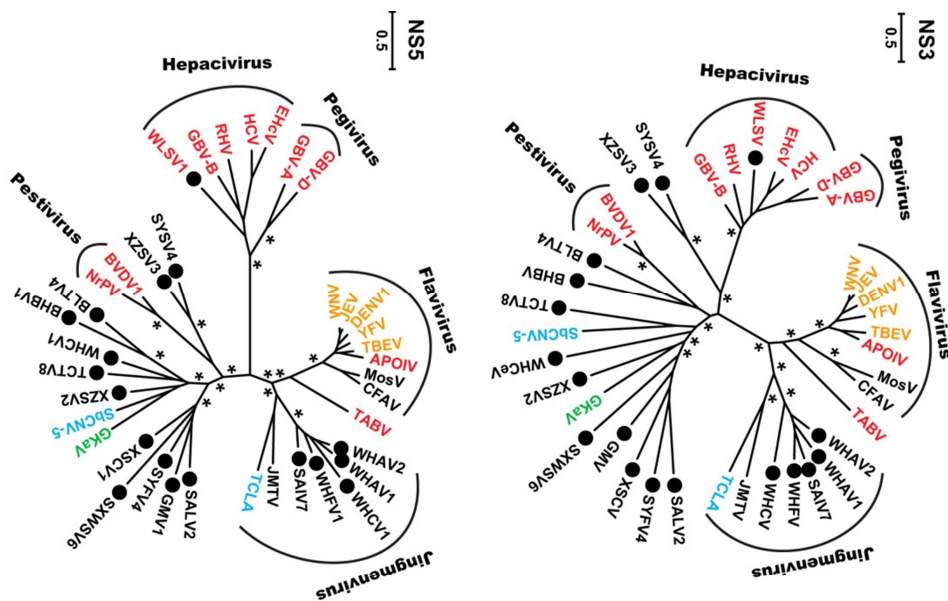 NS5
0.5
Hepacivirus
Pegivirus
WLSV1
GBV-B
RHV
HCV
EHcV
GBV-A
GBV-D
Pestivirus
SYSV4
XZSV3
BVDV1
NrPV
BLTV4
BHBV1
WHCV1
TCTV8
XZSV2
SbCNV-5
GKaV
XSCV1
SXWSV6
SYFV4
GMV1
SALV2
Flavivirus
WNV
JEV
DENV1
YFV
TBEV
APOIV
MosV
CFAV
TABV
WHAV2
WHAV1
WHCV1
WHFV1
SAIV7
JMTV
TCLA
Jingmenvirus
NS3
0.5
Hepacivirus
Pegivirus
GBV-B
RHV
WLSV
EHcV
HCV
GBV-D
GBV-A
Pestivirus
SYSV4
XZSV3
BVDV1
NrPV
BLTV4
BHBV
TCTV8
SbCNV-5
WHCeV
XZSV2
GKaV
SXWSV6
GMV
XSCV
SYFV4
SALV2
Flavivirus
WNV
JEV
DENV1
YFV
TBEV
APOIV
MosV
CFAV
TABV
WHAV2
WHAV1
SAIV7
WHFV
WHCV
JMTV
TCLA
Jingmenvirus